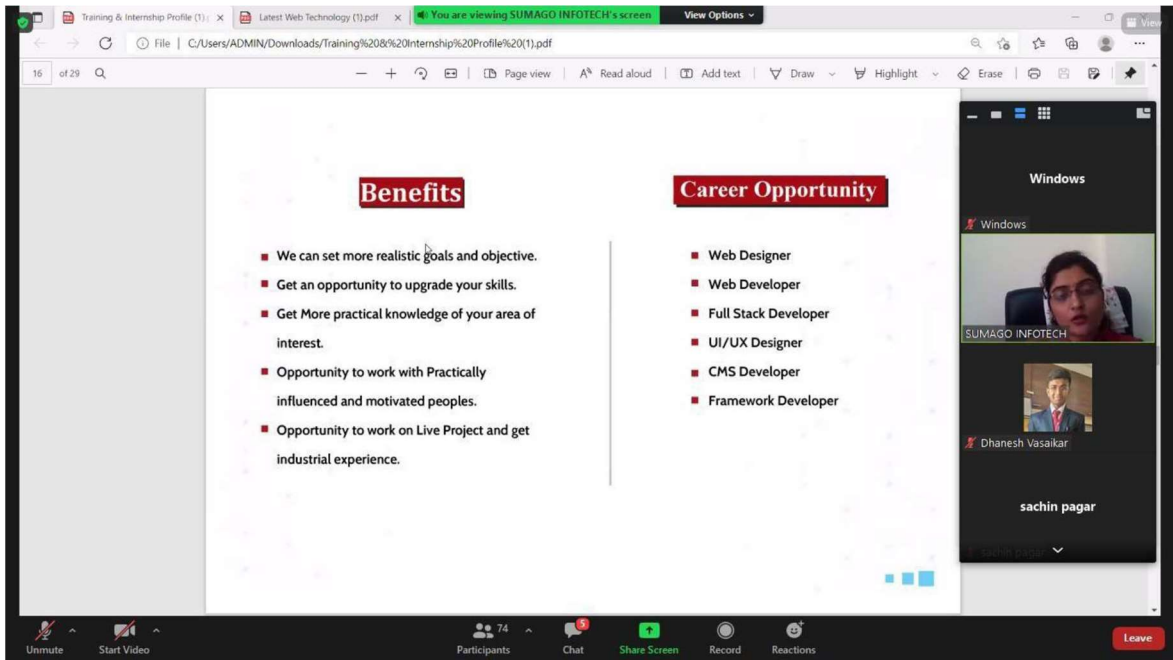 Training & Internship Profile (1)
Latest Web Technology (1).pdf
You are viewing SUMAGO INFOTECH's screen
View Options
View
File | C:/Users/ADMIN/Downloads/Training%20&%20Internship%20Profile%20(1).pdf
16 of 29
Page view
Read aloud
Add text
Draw
Highlight
Erase
Benefits
We can set more realistic goals and objective.
Get an opportunity to upgrade your skills.
Get More practical knowledge of your area of
interest.
Opportunity to work with Practically
influenced and motivated peoples.
Opportunity to work on Live Project and get
industrial experience.
Career Opportunity
Web Designer
Web Developer
Full Stack Developer
UI/UX Designer
CMS Developer
Framework Developer
Windows
Windows
SUMAGO INFOTECH
Dhanesh Vasaikar
sachin pagar
sachin pagar
Unmute
Start Video
74
Participants
5
Chat
Share Screen
Record
Reactions
Leave